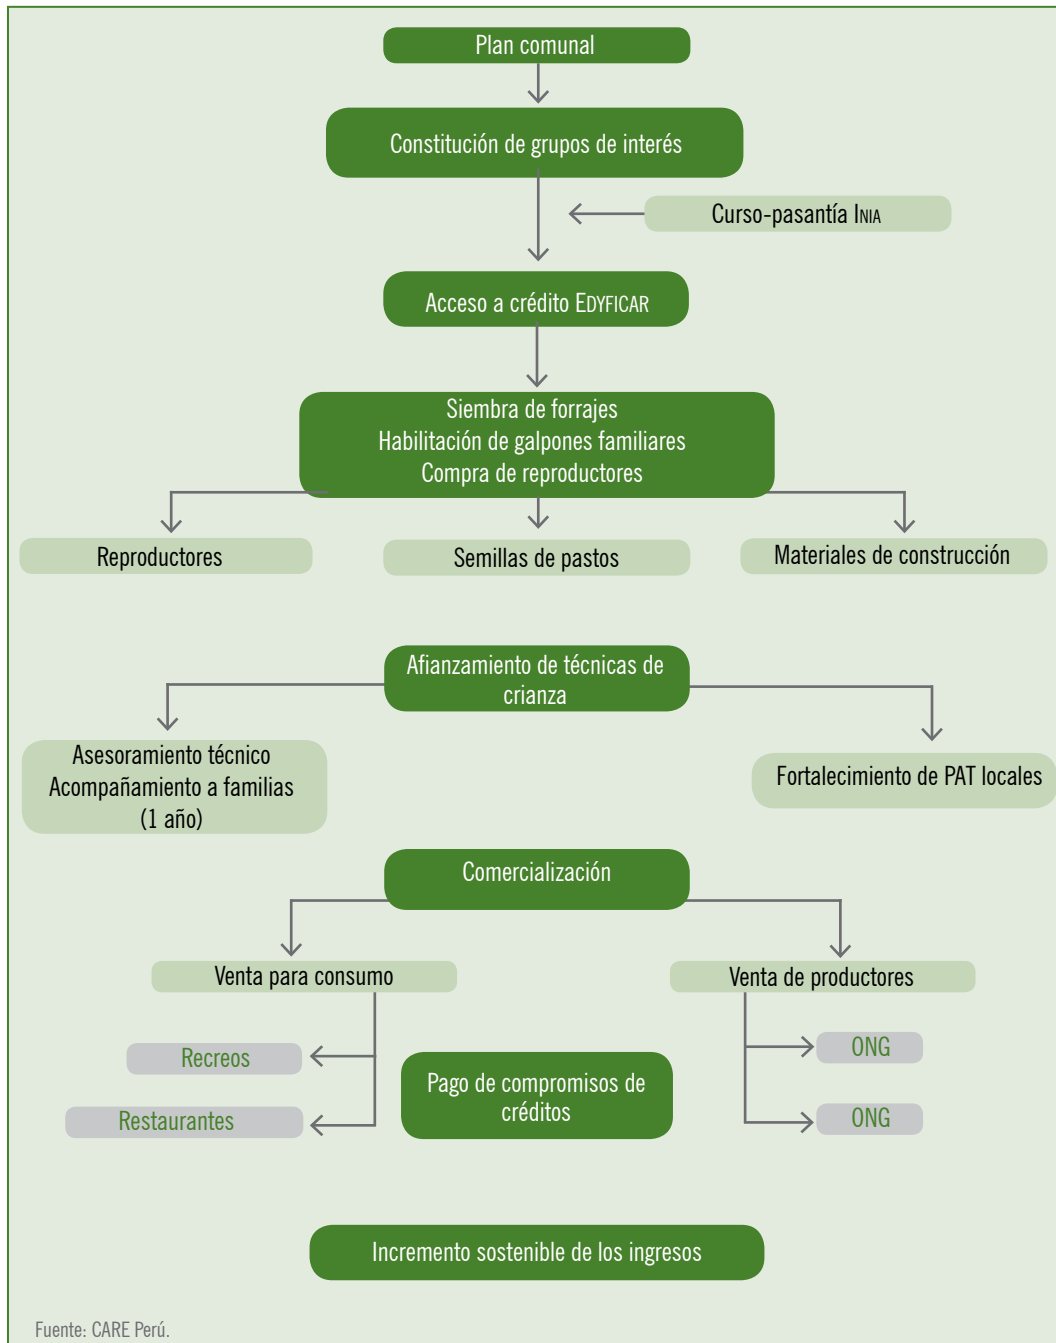 Plan comunal
Constitución de grupos de interés
Curso-pasantía INIA
Acceso a crédito EDYFICAR
Siembra de forrajes
Habilitación de galpones familiares
Compra de reproductores
Reproductores
Semillas de pastos
Materiales de construcción
Afianzamiento de técnicas de
crianza
Asesoramiento técnico
Acompañamiento a familias
(1 año)
Fortalecimiento de PAT locales
Comercialización
Venta para consumo
Venta de productores
Recreos
ONG
Pago de compromisos de
créditos
Restaurantes
ONG
Incremento sostenible de los ingresos
Fuente: CARE Perú.